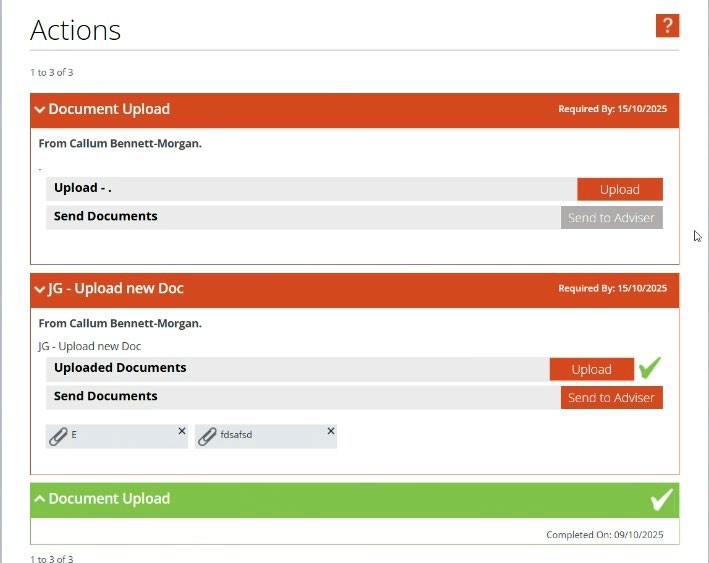 Actions
?
1 to 3 of 3
Document Upload Required By: 15/10/2025
From Callum Bennett-Morgan.
.
Upload - . Upload
Send Documents Send to Adviser
JG - Upload new Doc Required By: 15/10/2025
From Callum Bennett-Morgan.
JG - Upload new Doc
Uploaded Documents Upload
Send Documents Send to Adviser
E × fdsafsd ×
Document Upload
Completed On: 09/10/2025
1 to 3 of 3